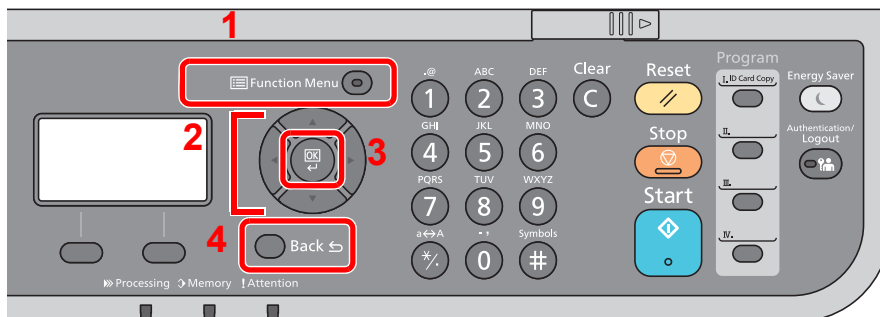 1
Function Menu
2
OK
3
4
Back
Processing Memory ! Attention
.@ ABC DEF Clear
1 2 3 C
GHI JKL MNO
4 5 6
PQRS TUV WXYZ
7 8 9
a↔A - , Symbols
*/. 0 #
Reset
Stop
Start
Program
I. ID Card Copy
II.
III.
IV.
Energy Saver
Authentication/
Logout